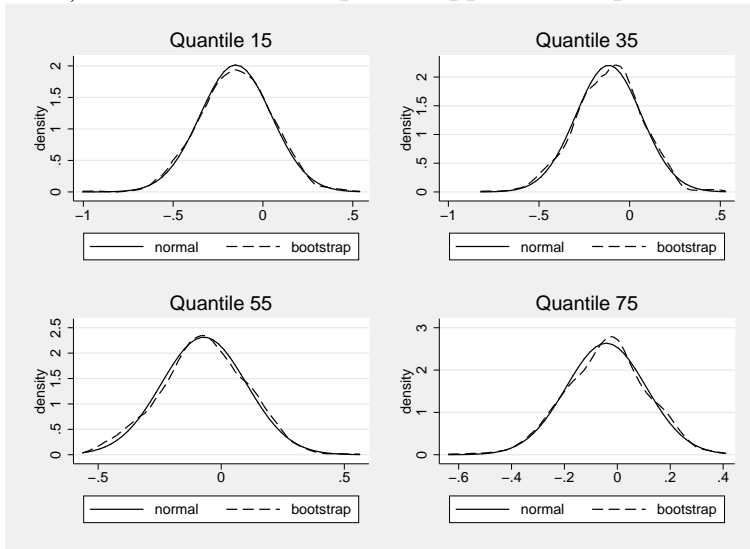 Quantile 15
Quantile 35
density
0 .5 1 1.5 2
−1 −.5 0 .5
normal bootstrap
density
0 .5 1 1.5 2
−1 −.5 0 .5
normal bootstrap
Quantile 55
Quantile 75
density
0 .5 1 1.5 2 2.5
−.5 0 .5
normal bootstrap
density
0 1 2 3
−.6 −.4 −.2 0 .2 .4
normal bootstrap